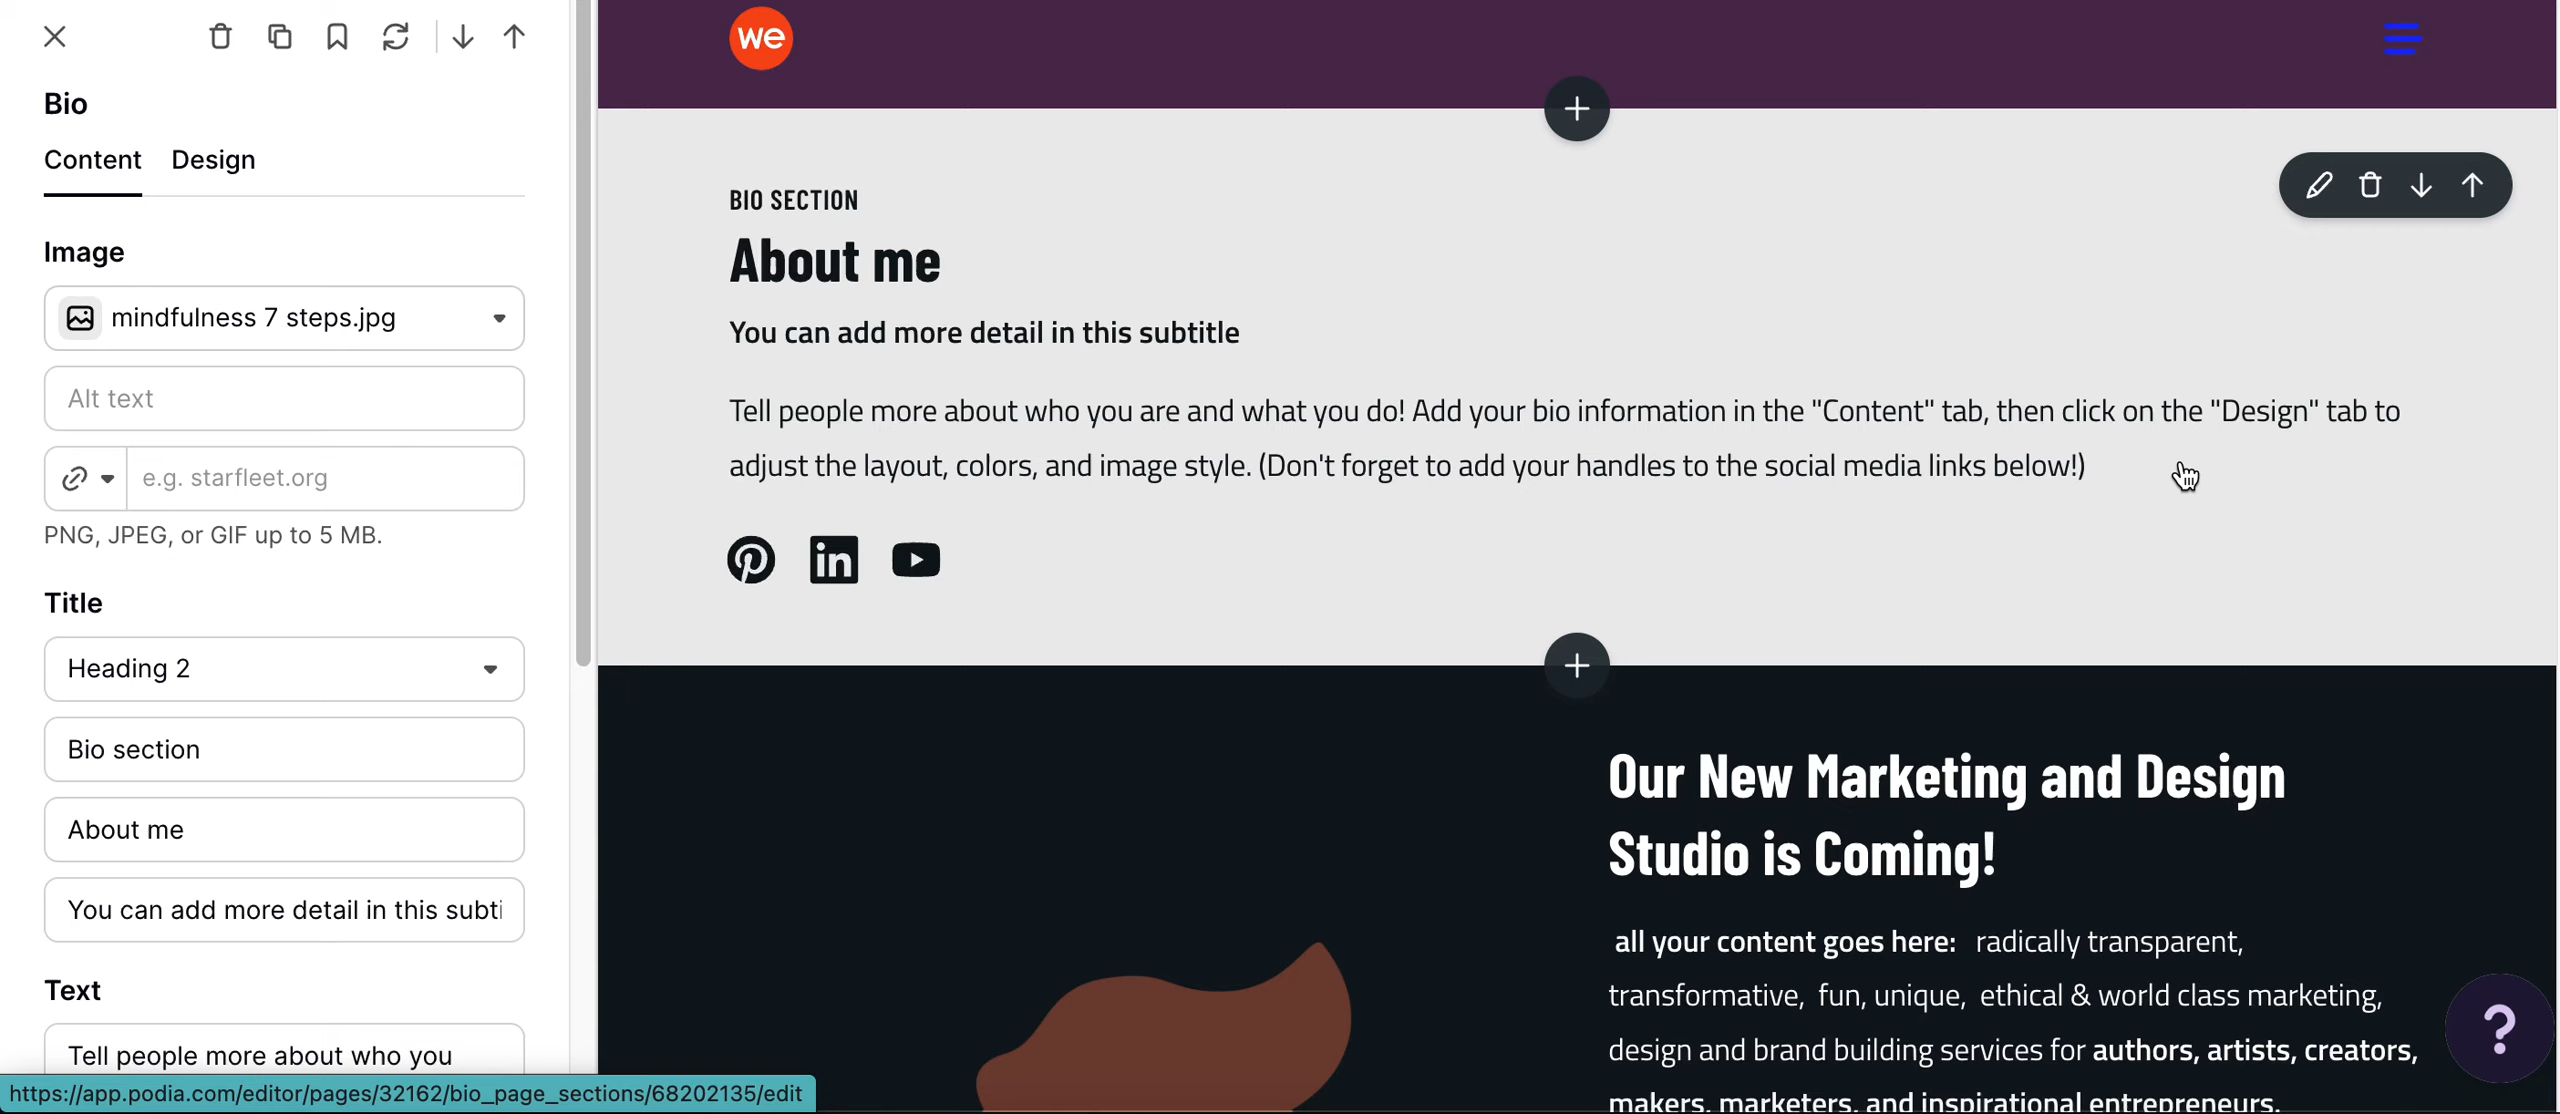 we
Bio
Content Design
Image
mindfulness 7 steps.jpg
Alt text
e.g. starfleet.org
PNG, JPEG, or GIF up to 5 MB.
Title
Heading 2
Bio section
About me
You can add more detail in this subti
Text
Tell people more about who you
https://app.podia.com/editor/pages/32162/bio_page_sections/68202135/edit
BIO SECTION
About me
You can add more detail in this subtitle
Tell people more about who you are and what you do! Add your bio information in the "Content" tab, then click on the "Design" tab to
adjust the layout, colors, and image style. (Don't forget to add your handles to the social media links below!)
in
Our New Marketing and Design
Studio is Coming!
all your content goes here: radically transparent,
transformative, fun, unique, ethical & world class marketing,
design and brand building services for authors, artists, creators,
makers, marketers, and inspirational entrepreneurs.
?